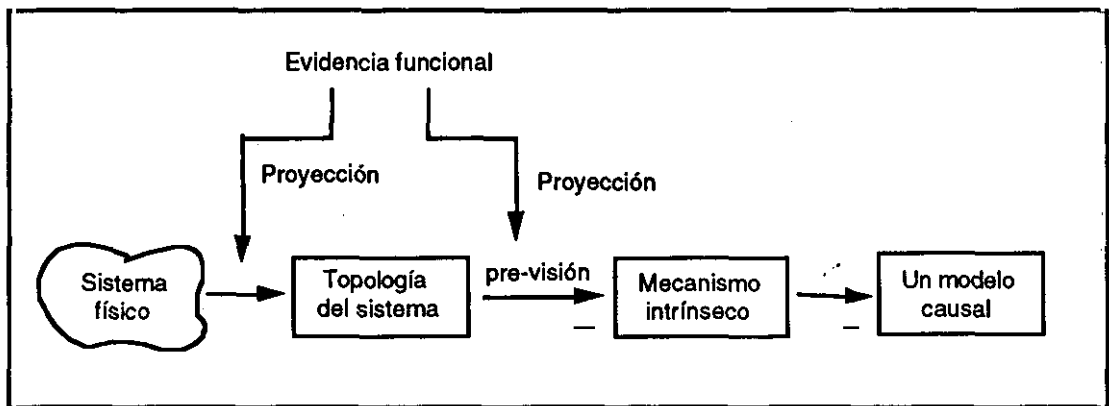 Evidencia funcional
Proyección
Proyección
Sistema
físico
Topología
del sistema
pre-visión
Mecanismo
intrínseco
Un modelo
causal